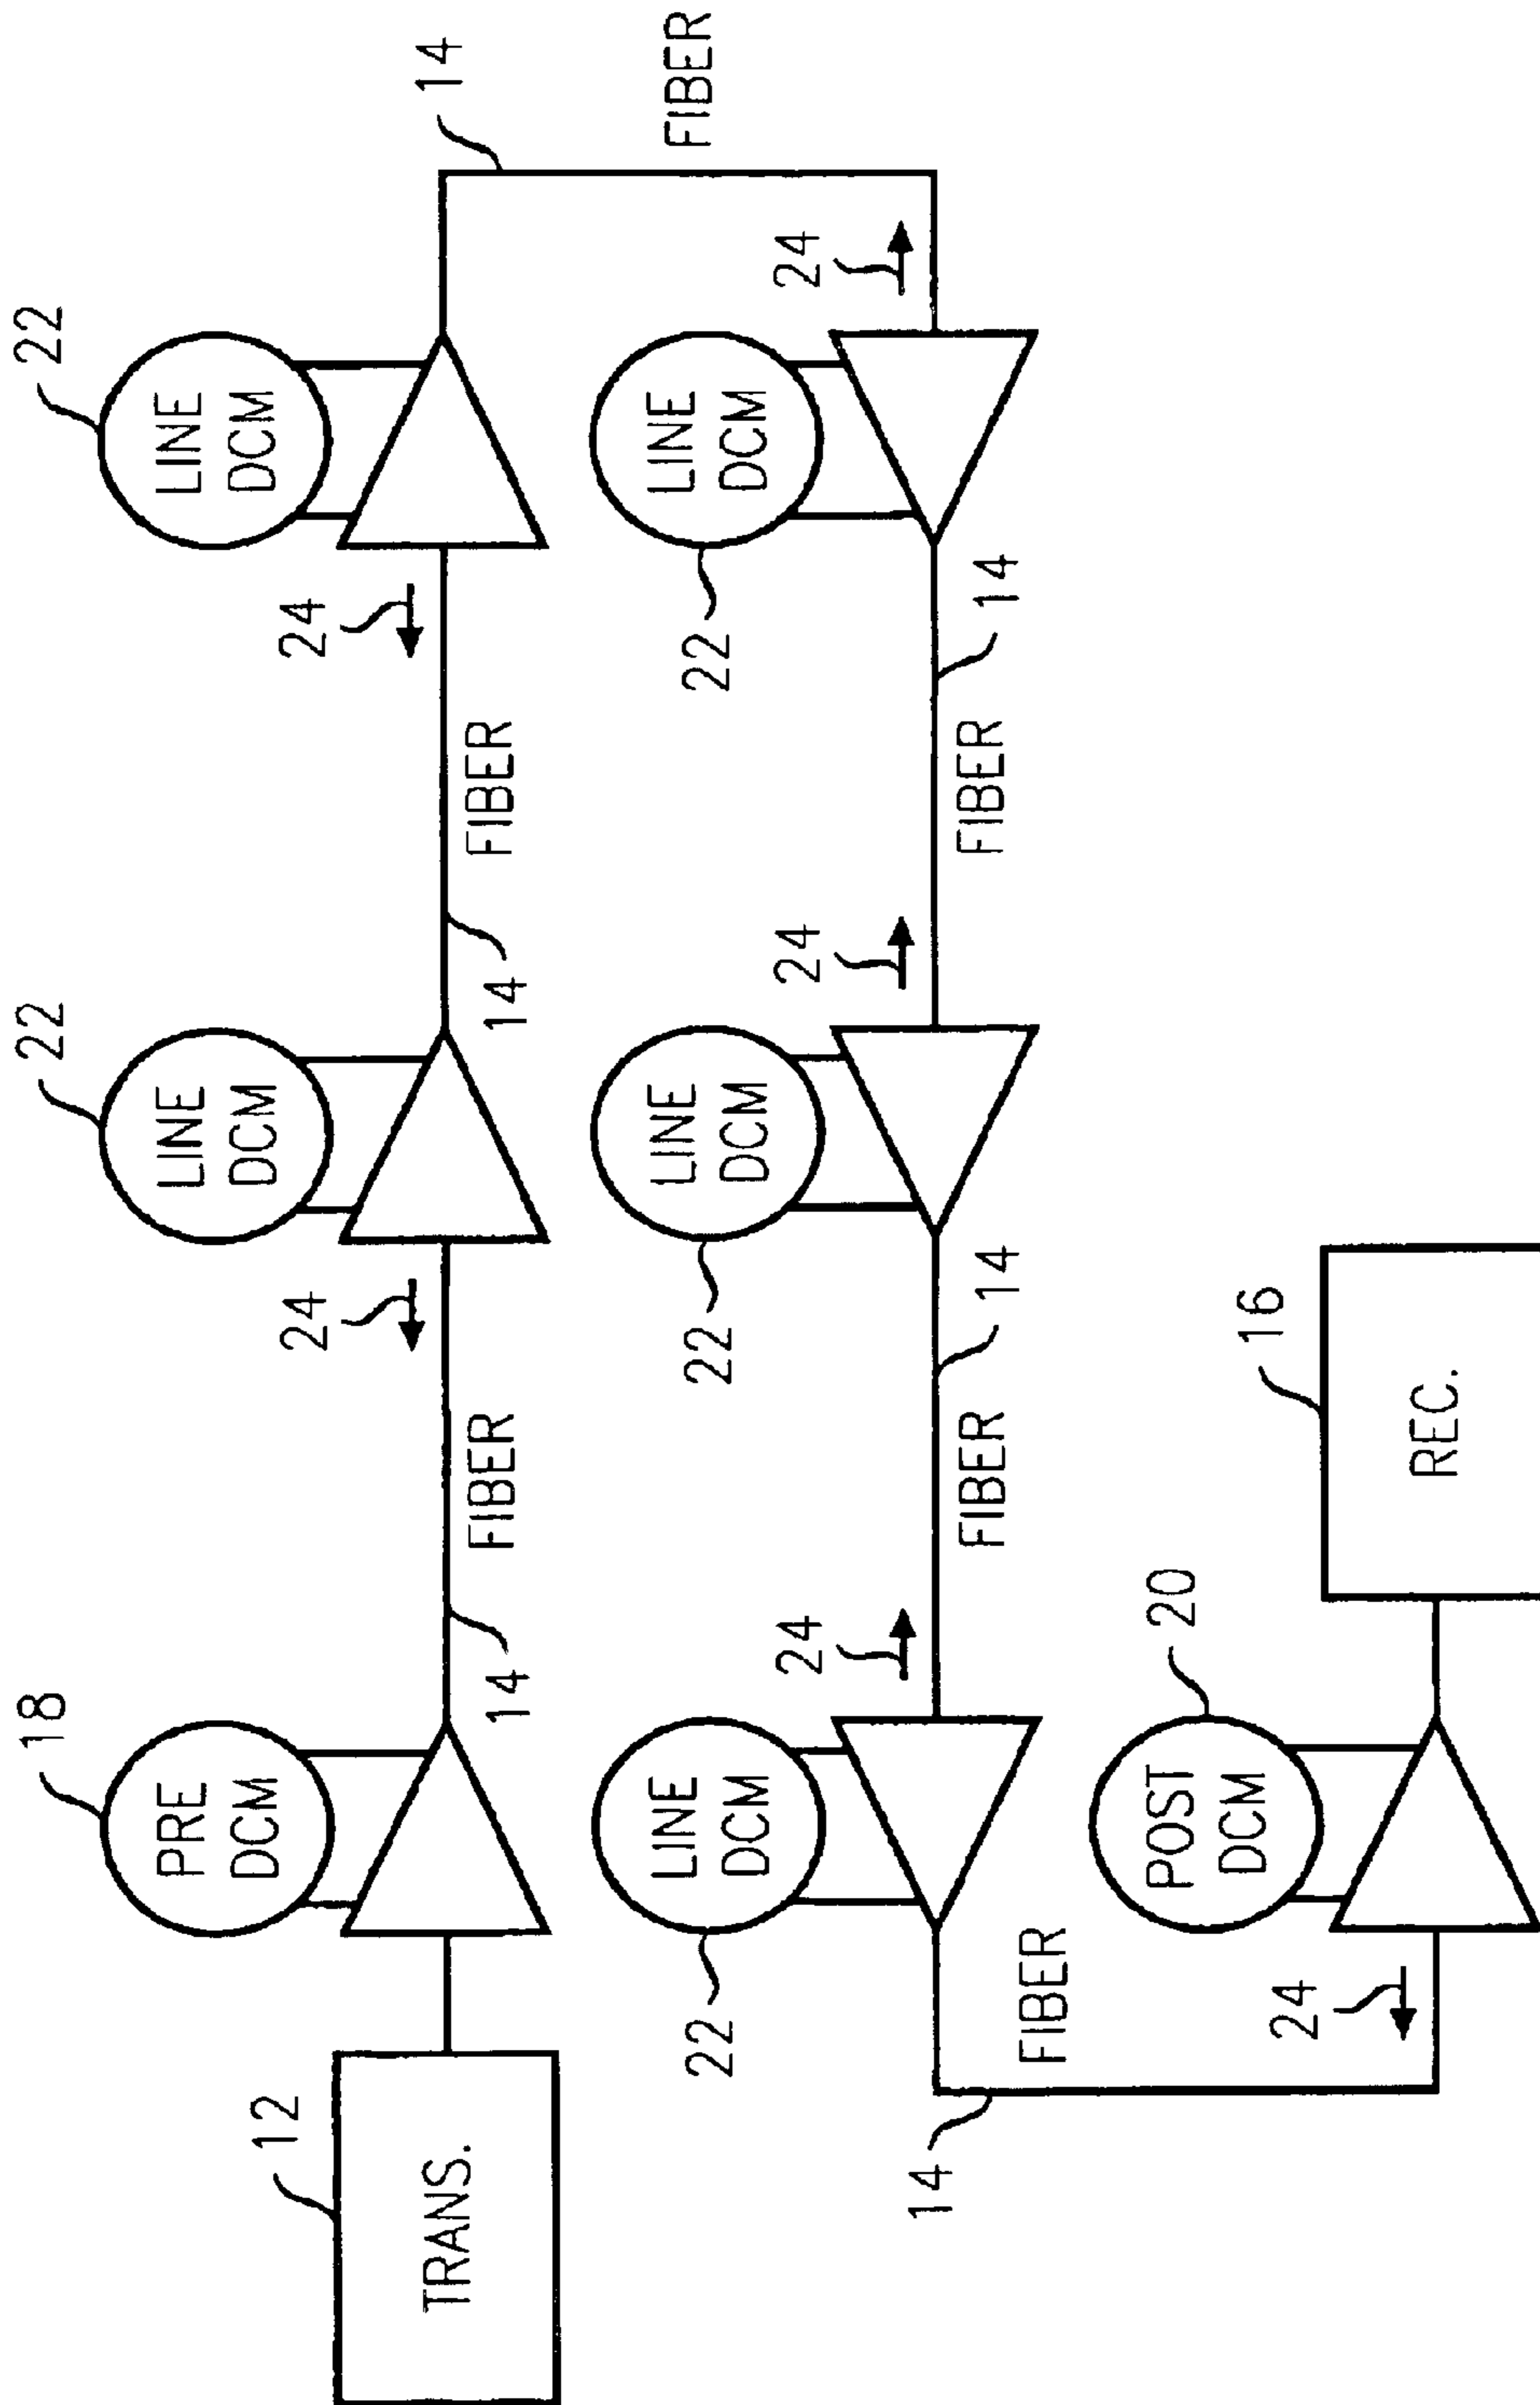 12
TRANS.
18
PRE
DCM
14
FIBER
24
22
LINE
DCM
14
FIBER
24
22
LINE
DCM
14
FIBER
24
LINE
DCM
22
14
FIBER
24
LINE
DCM
22
14
FIBER
24
LINE
DCM
22
14
FIBER
24
POST
DCM
20
16
REC.